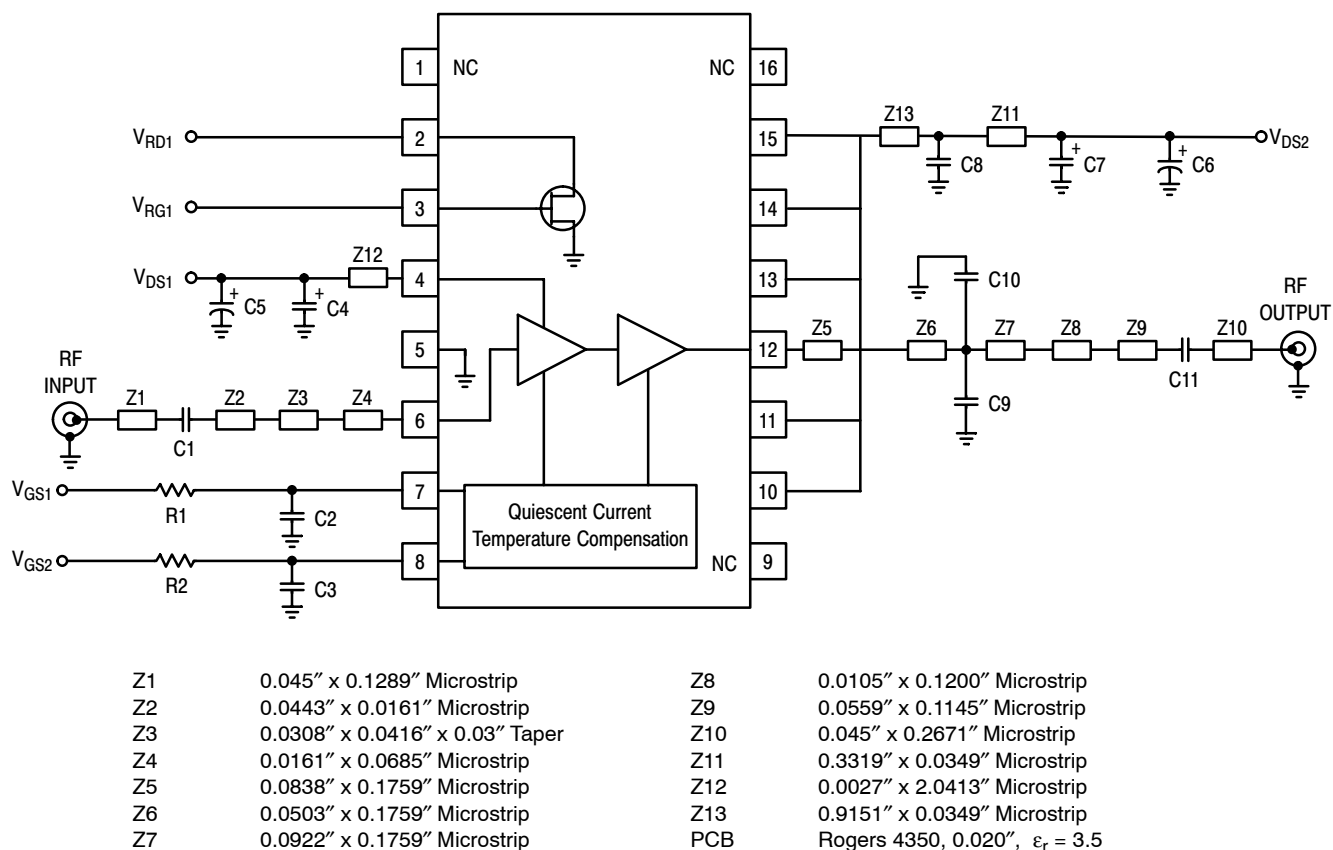 1 NC NC 16
V_RD1 2 15 Z13 Z11 V_DS2
C8 C7 + C6 +
V_RG1 3 14
V_DS1 Z12 4 13 C10
+ C5 + C4
RF OUTPUT
5 12 Z5 Z6 Z7 Z8 Z9 Z10
C11
RF INPUT
Z1 Z2 Z3 Z4 6 11 C9
C1
V_GS1 7 10
R1 C2
Quiescent Current
Temperature Compensation
V_GS2 8 NC 9
R2 C3
Z1 0.045″ x 0.1289″ Microstrip
Z2 0.0443″ x 0.0161″ Microstrip
Z3 0.0308″ x 0.0416″ x 0.03″ Taper
Z4 0.0161″ x 0.0685″ Microstrip
Z5 0.0838″ x 0.1759″ Microstrip
Z6 0.0503″ x 0.1759″ Microstrip
Z7 0.0922″ x 0.1759″ Microstrip
Z8 0.0105″ x 0.1200″ Microstrip
Z9 0.0559″ x 0.1145″ Microstrip
Z10 0.045″ x 0.2671″ Microstrip
Z11 0.3319″ x 0.0349″ Microstrip
Z12 0.0027″ x 2.0413″ Microstrip
Z13 0.9151″ x 0.0349″ Microstrip
PCB Rogers 4350, 0.020″, ε_r = 3.5